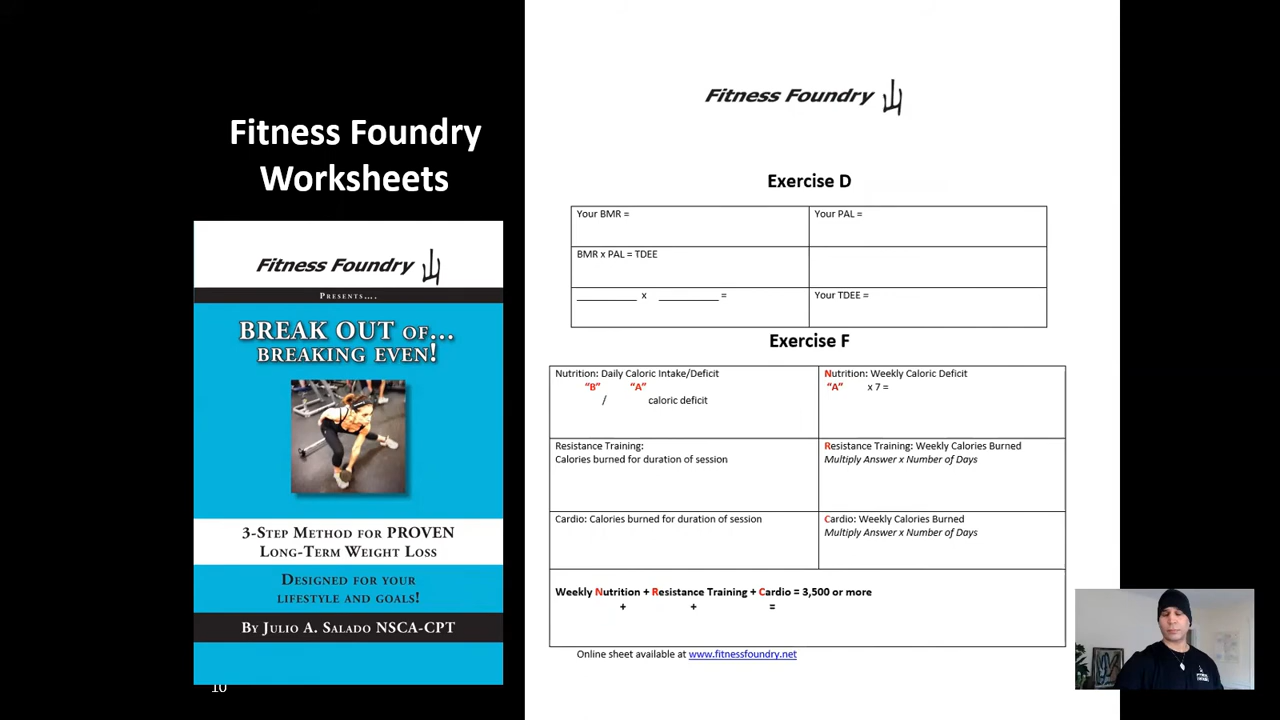 Fitness Foundry
Worksheets
Fitness Foundry
PRESENTS....
BREAK OUT OF...
BREAKING EVEN!
3-STEP METHOD FOR PROVEN
LONG-TERM WEIGHT LOSS
DESIGNED FOR YOUR
LIFESTYLE AND GOALS!
BY JULIO A. SALADO NSCA-CPT
10
Fitness Foundry
Exercise D
Your BMR =
Your PAL =
BMR x PAL = TDEE
___________ x ___________ =
Your TDEE =
Exercise F
Nutrition: Daily Caloric Intake/Deficit
"B" "A"
/ caloric deficit
Nutrition: Weekly Caloric Deficit
"A" x 7 =
Resistance Training:
Calories burned for duration of session
Resistance Training: Weekly Calories Burned
Multiply Answer x Number of Days
Cardio: Calories burned for duration of session
Cardio: Weekly Calories Burned
Multiply Answer x Number of Days
Weekly Nutrition + Resistance Training + Cardio = 3,500 or more
+ + =
Online sheet available at www.fitnessfoundry.net